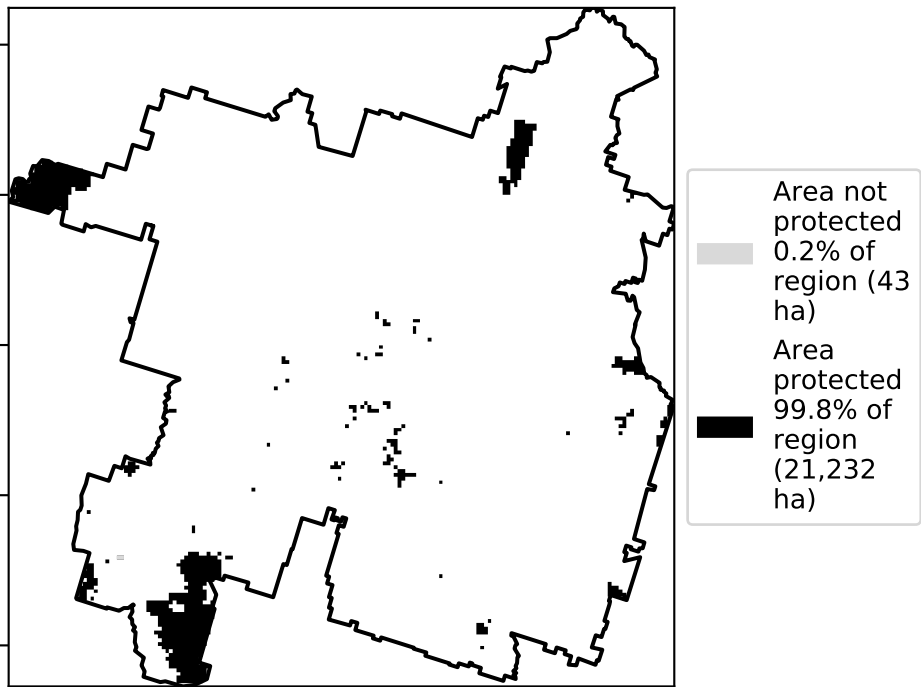 Area not
protected
0.2% of
region (43
ha)
Area
protected
99.8% of
region
(21,232
ha)